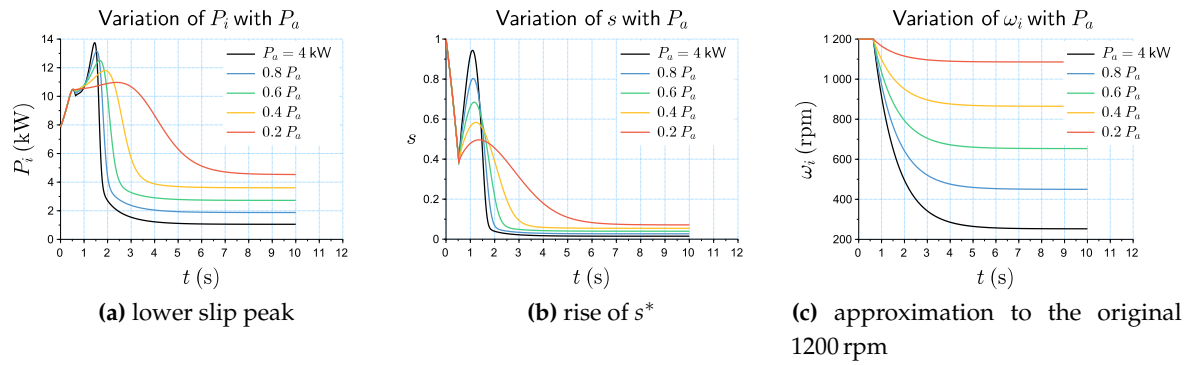 Variation of P_i with P_a
14
12
10
8
6
4
2
0
P_i (kW)
P_a = 4 kW
0.8 P_a
0.6 P_a
0.4 P_a
0.2 P_a
0 1 2 3 4 5 6 7 8 9 10 11 12
t (s)
(a) lower slip peak
Variation of s with P_a
1
0.8
0.6
0.4
0.2
0
s
P_a = 4 kW
0.8 P_a
0.6 P_a
0.4 P_a
0.2 P_a
0 1 2 3 4 5 6 7 8 9 10 11 12
t (s)
(b) rise of s*
Variation of ω_i with P_a
1 200
1 000
800
600
400
200
ω_i (rpm)
P_a = 4 kW
0.8 P_a
0.6 P_a
0.4 P_a
0.2 P_a
0 1 2 3 4 5 6 7 8 9 10 11 12
t (s)
(c) approximation to the original
1200 rpm